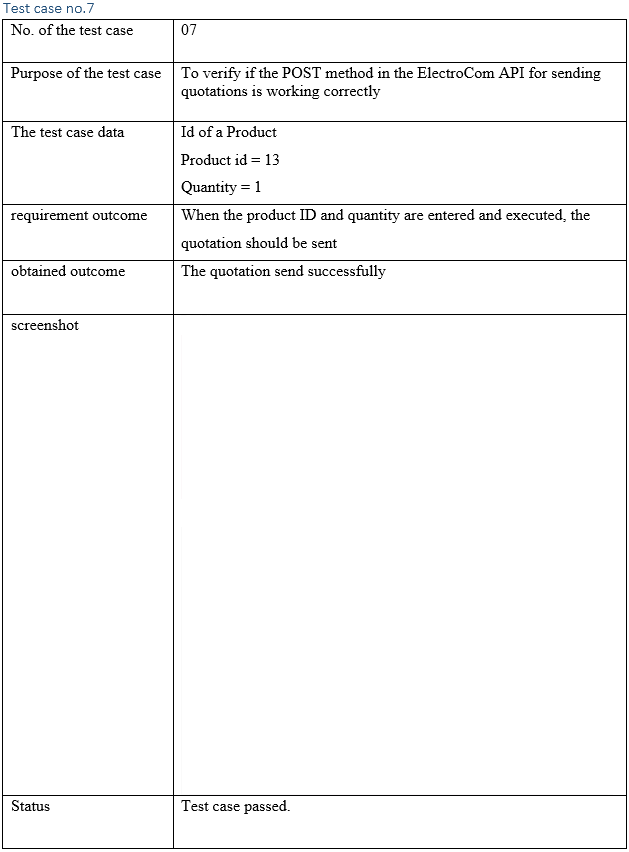 Test case no.7
No. of the test case
07
Purpose of the test case
To verify if the POST method in the ElectroCom API for sending
quotations is working correctly
The test case data
Id of a Product
Product id = 13
Quantity = 1
requirement outcome
When the product ID and quantity are entered and executed, the
quotation should be sent
obtained outcome
The quotation send successfully
screenshot
Status
Test case passed.